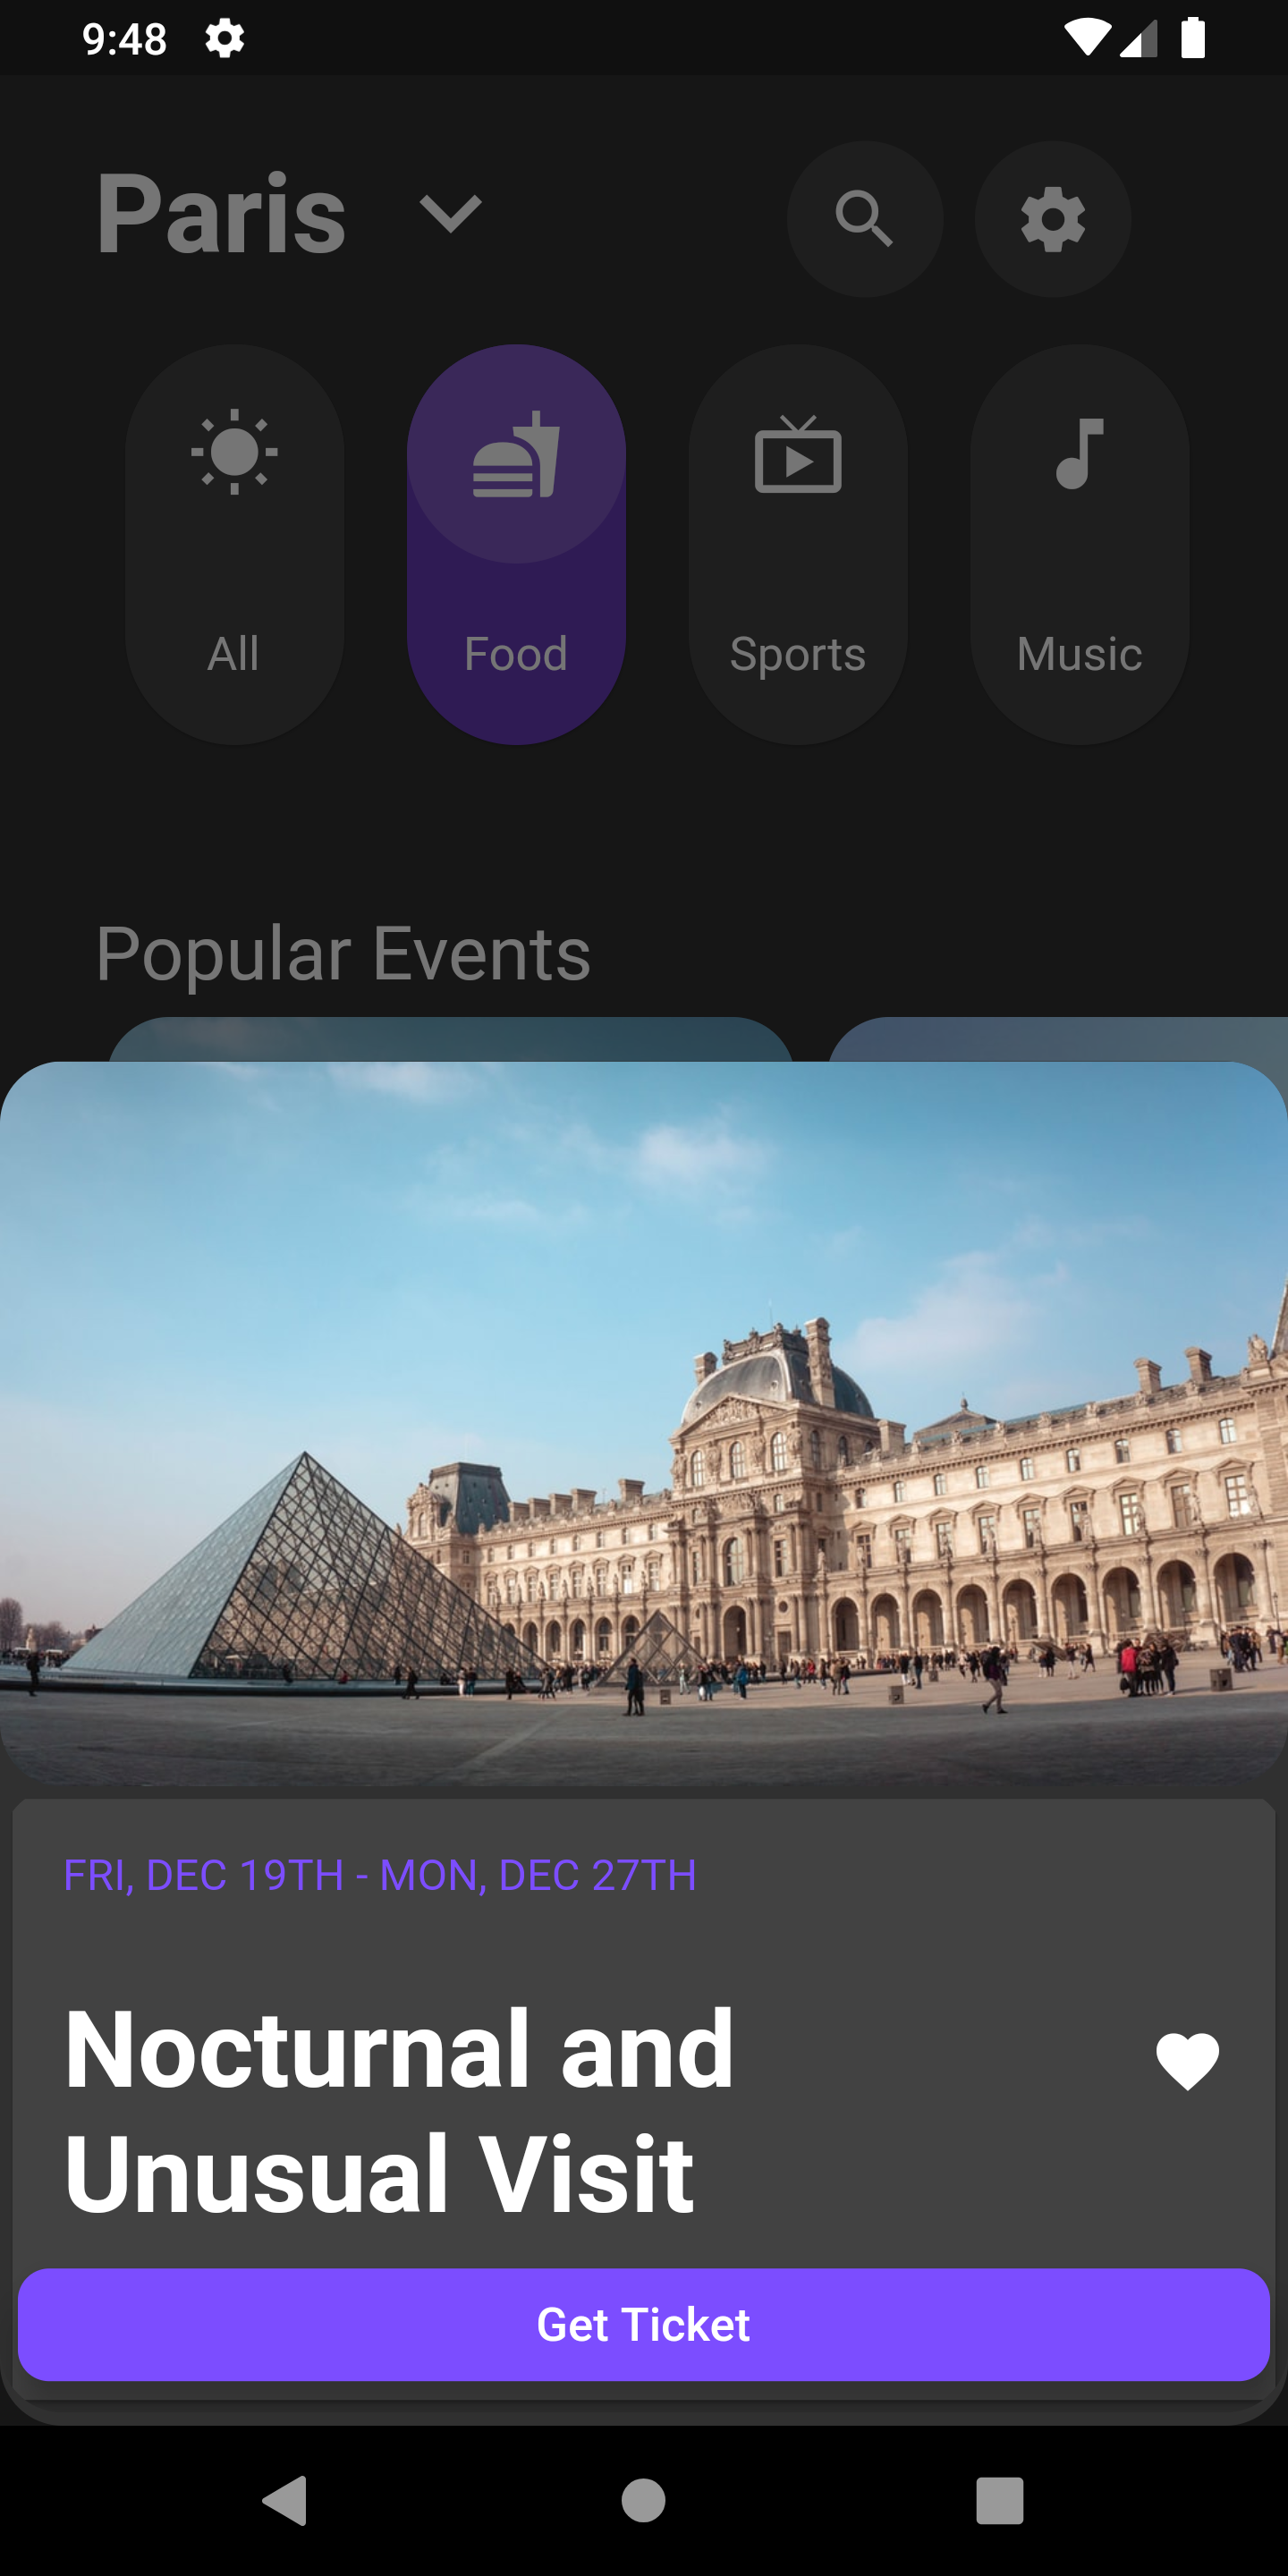 9:48
Paris
All
Food
Sports
Music
Popular Events
FRI, DEC 19TH - MON, DEC 27TH
Nocturnal and
Unusual Visit
Get Ticket